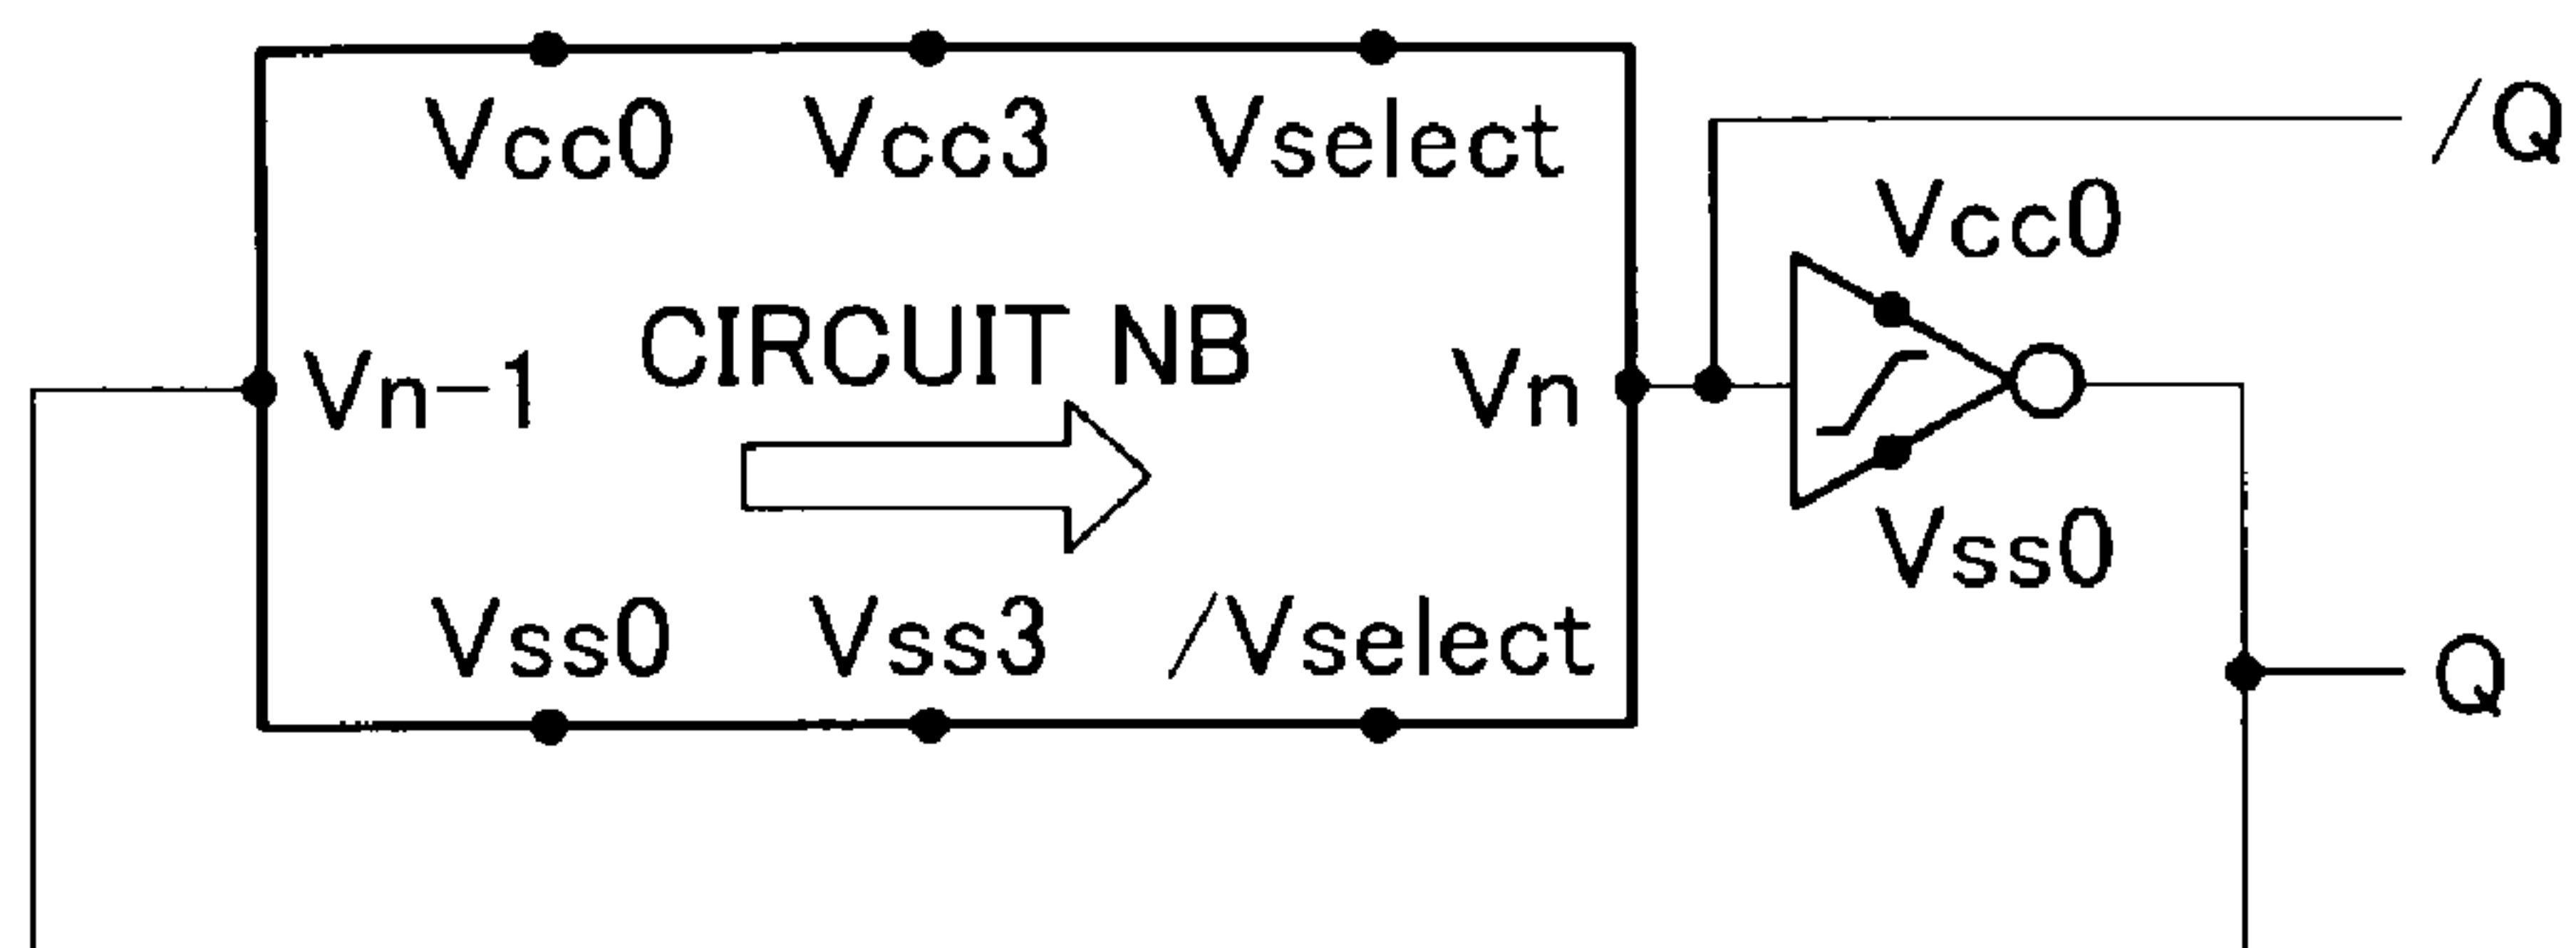 Vcc0 Vcc3 Vselect
/Q
Vcc0
CIRCUIT NB
Vn-1 Vn
Vss0
Vss0 Vss3 /Vselect
Q